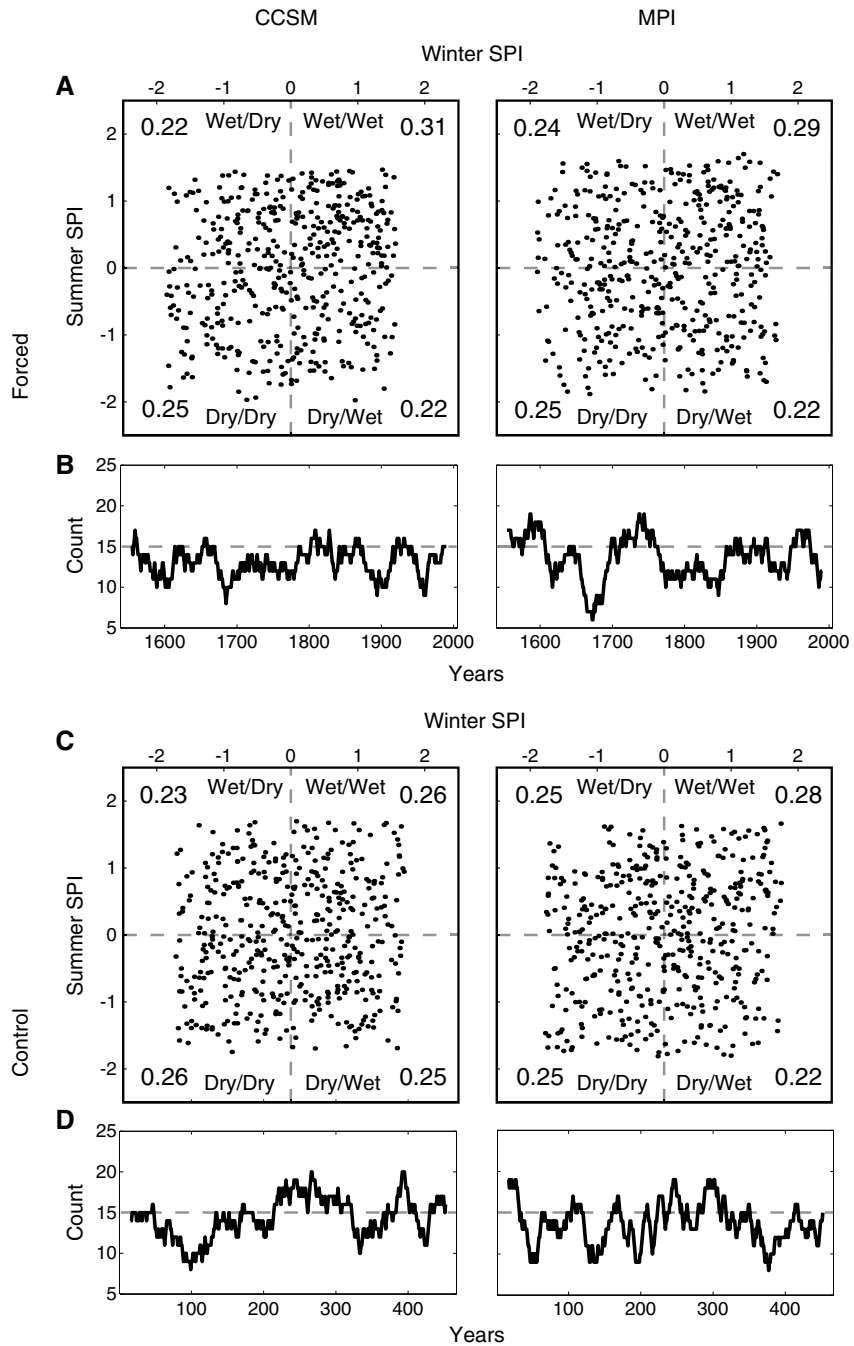 CCSM MPI
Winter SPI
A
-2 -1 0 1 2 -2 -1 0 1 2
0.22 Wet/Dry Wet/Wet 0.31 0.24 Wet/Dry Wet/Wet 0.29
2
1
0
-1
-2
Summer SPI
Forced
0.25 Dry/Dry Dry/Wet 0.22 0.25 Dry/Dry Dry/Wet 0.22
B
25
20
15
10
5
Count
1600 1700 1800 1900 2000 1600 1700 1800 1900 2000
Years
Winter SPI
C
-2 -1 0 1 2 -2 -1 0 1 2
0.23 Wet/Dry Wet/Wet 0.26 0.25 Wet/Dry Wet/Wet 0.28
2
1
0
-1
-2
Summer SPI
Control
0.26 Dry/Dry Dry/Wet 0.25 0.25 Dry/Dry Dry/Wet 0.22
D
25
20
15
10
5
Count
100 200 300 400 100 200 300 400
Years